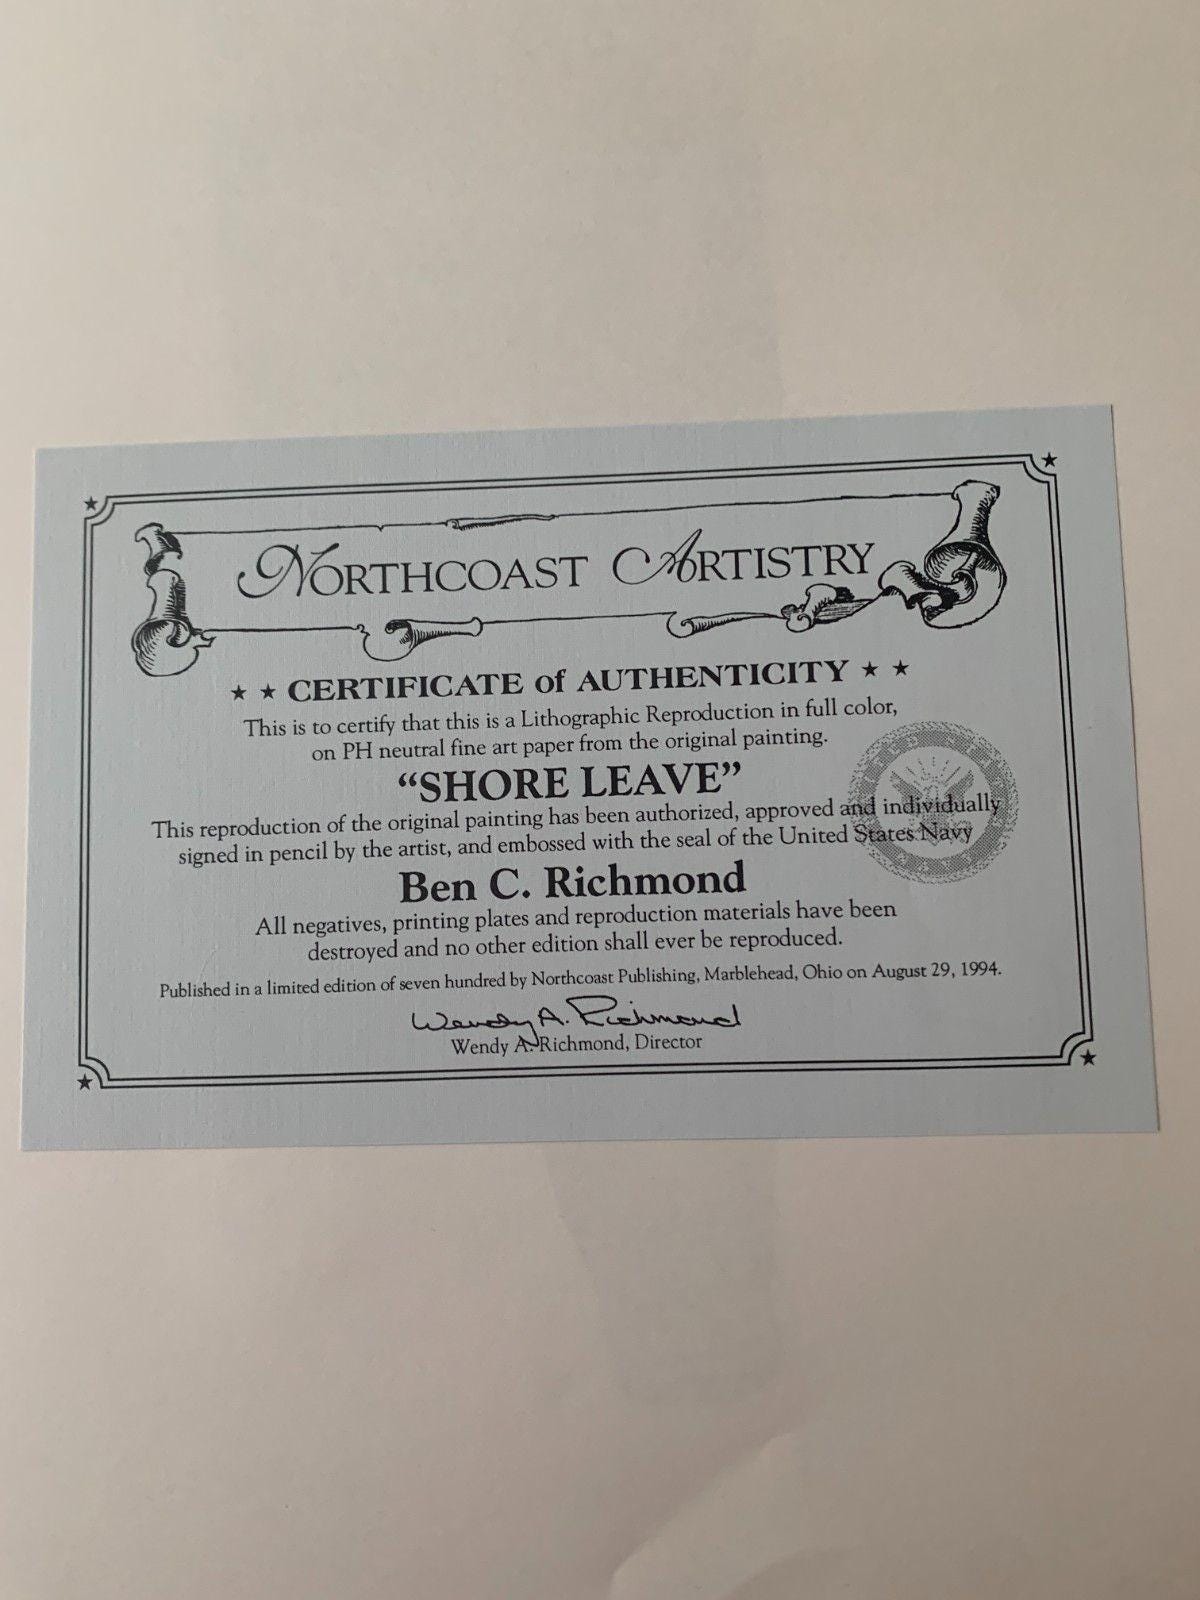 NORTHCOAST ARTISTRY
★ ★ CERTIFICATE of AUTHENTICITY ★ ★
This is to certify that this is a Lithographic Reproduction in full color,
on PH neutral fine art paper from the original painting.
“SHORE LEAVE”
This reproduction of the original painting has been authorized, approved and individually
signed in pencil by the artist, and embossed with the seal of the United States Navy
Ben C. Richmond
All negatives, printing plates and reproduction materials have been
destroyed and no other edition shall ever be reproduced.
Published in a limited edition of seven hundred by Northcoast Publishing, Marblehead, Ohio on August 29, 1994.
Wendy A. Richmond
Wendy A. Richmond, Director